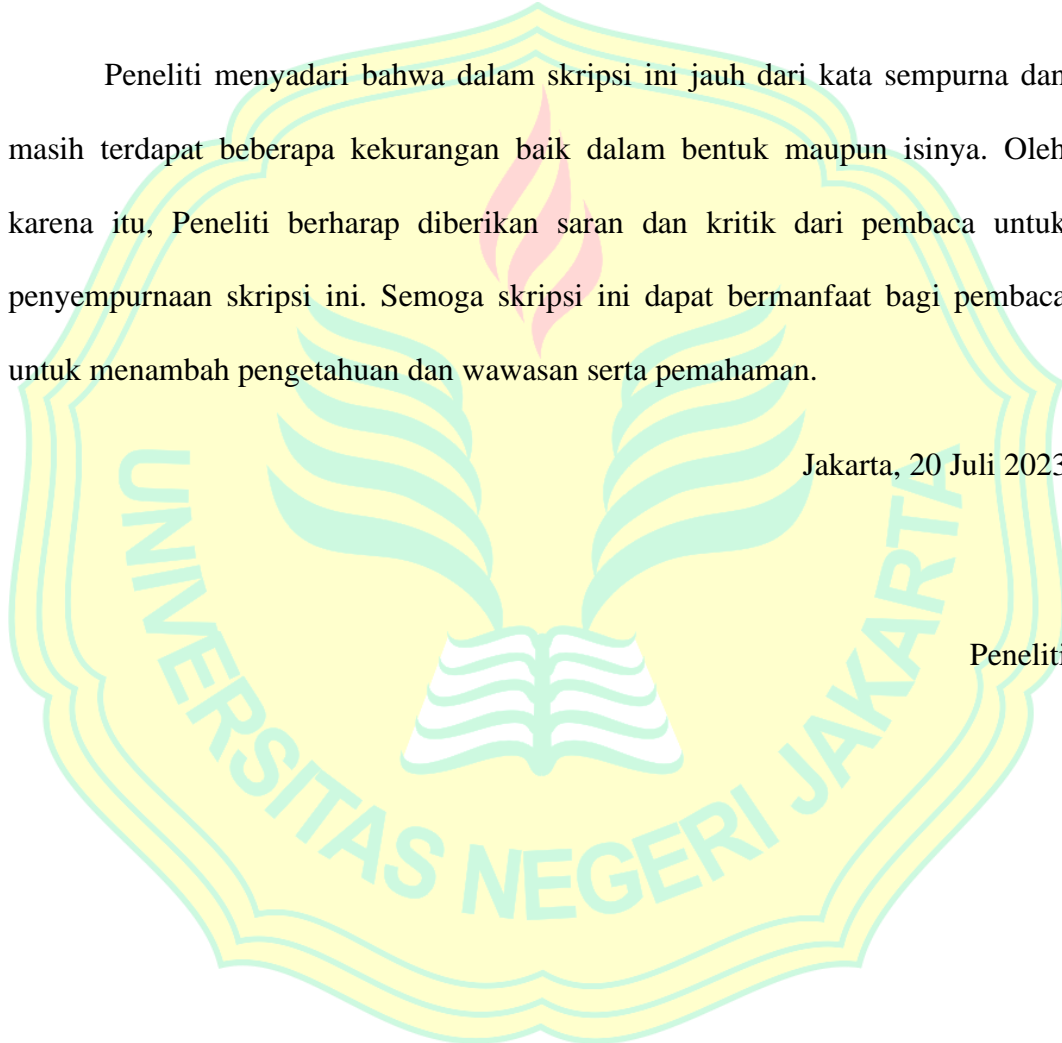 Peneliti menyadari bahwa dalam skripsi ini jauh dari kata sempurna dan
masih terdapat beberapa kekurangan baik dalam bentuk maupun isinya. Oleh
karena itu, Peneliti berharap diberikan saran dan kritik dari pembaca untuk
penyempurnaan skripsi ini. Semoga skripsi ini dapat bermanfaat bagi pembaca
untuk menambah pengetahuan dan wawasan serta pemahaman.
Jakarta, 20 Juli 2023
Peneliti
UNIVERSITAS NEGERI JAKARTA